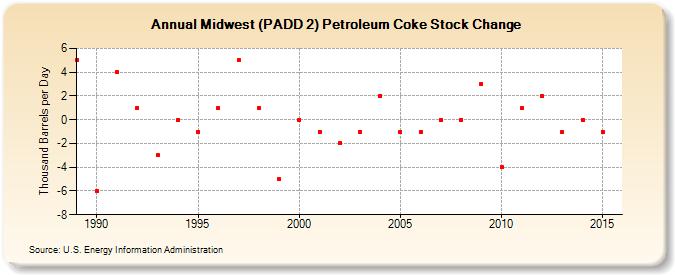 Annual Midwest (PADD 2) Petroleum Coke Stock Change
Thousand Barrels per Day
6
4
2
0
-2
-4
-6
-8
1990 1995 2000 2005 2010 2015
Source: U.S. Energy Information Administration